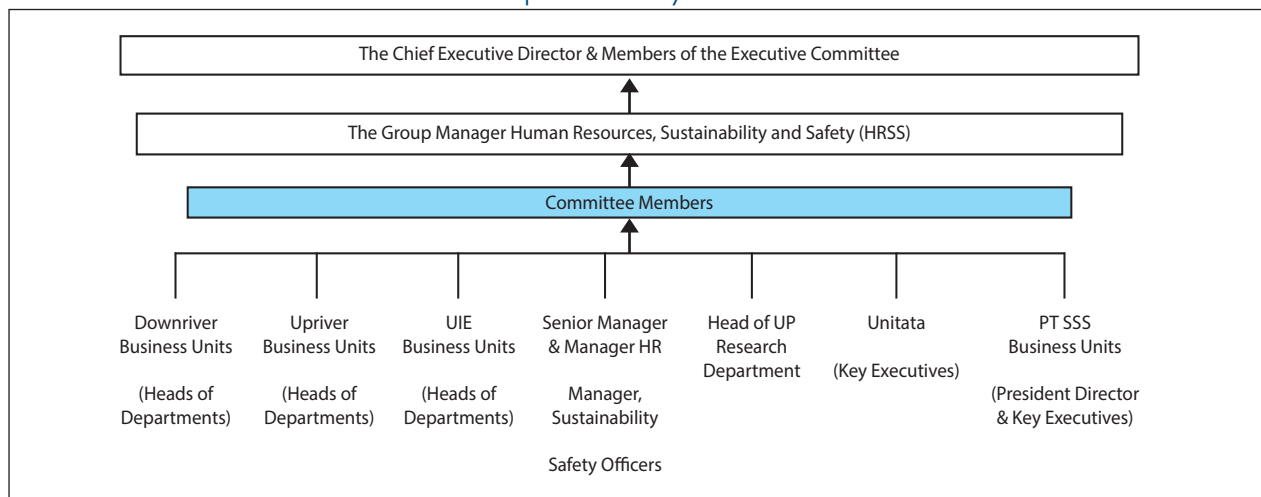 The Chief Executive Director & Members of the Executive Committee
The Group Manager Human Resources, Sustainability and Safety (HRSS)
Committee Members
Downriver
Business Units
(Heads of
Departments)
Upriver
Business Units
(Heads of
Departments)
UIE
Business Units
(Heads of
Departments)
Senior Manager
& Manager HR
Manager,
Sustainability
Safety Officers
Head of UP
Research
Department
Unitata
(Key Executives)
PT SSS
Business Units
(President Director
& Key Executives)